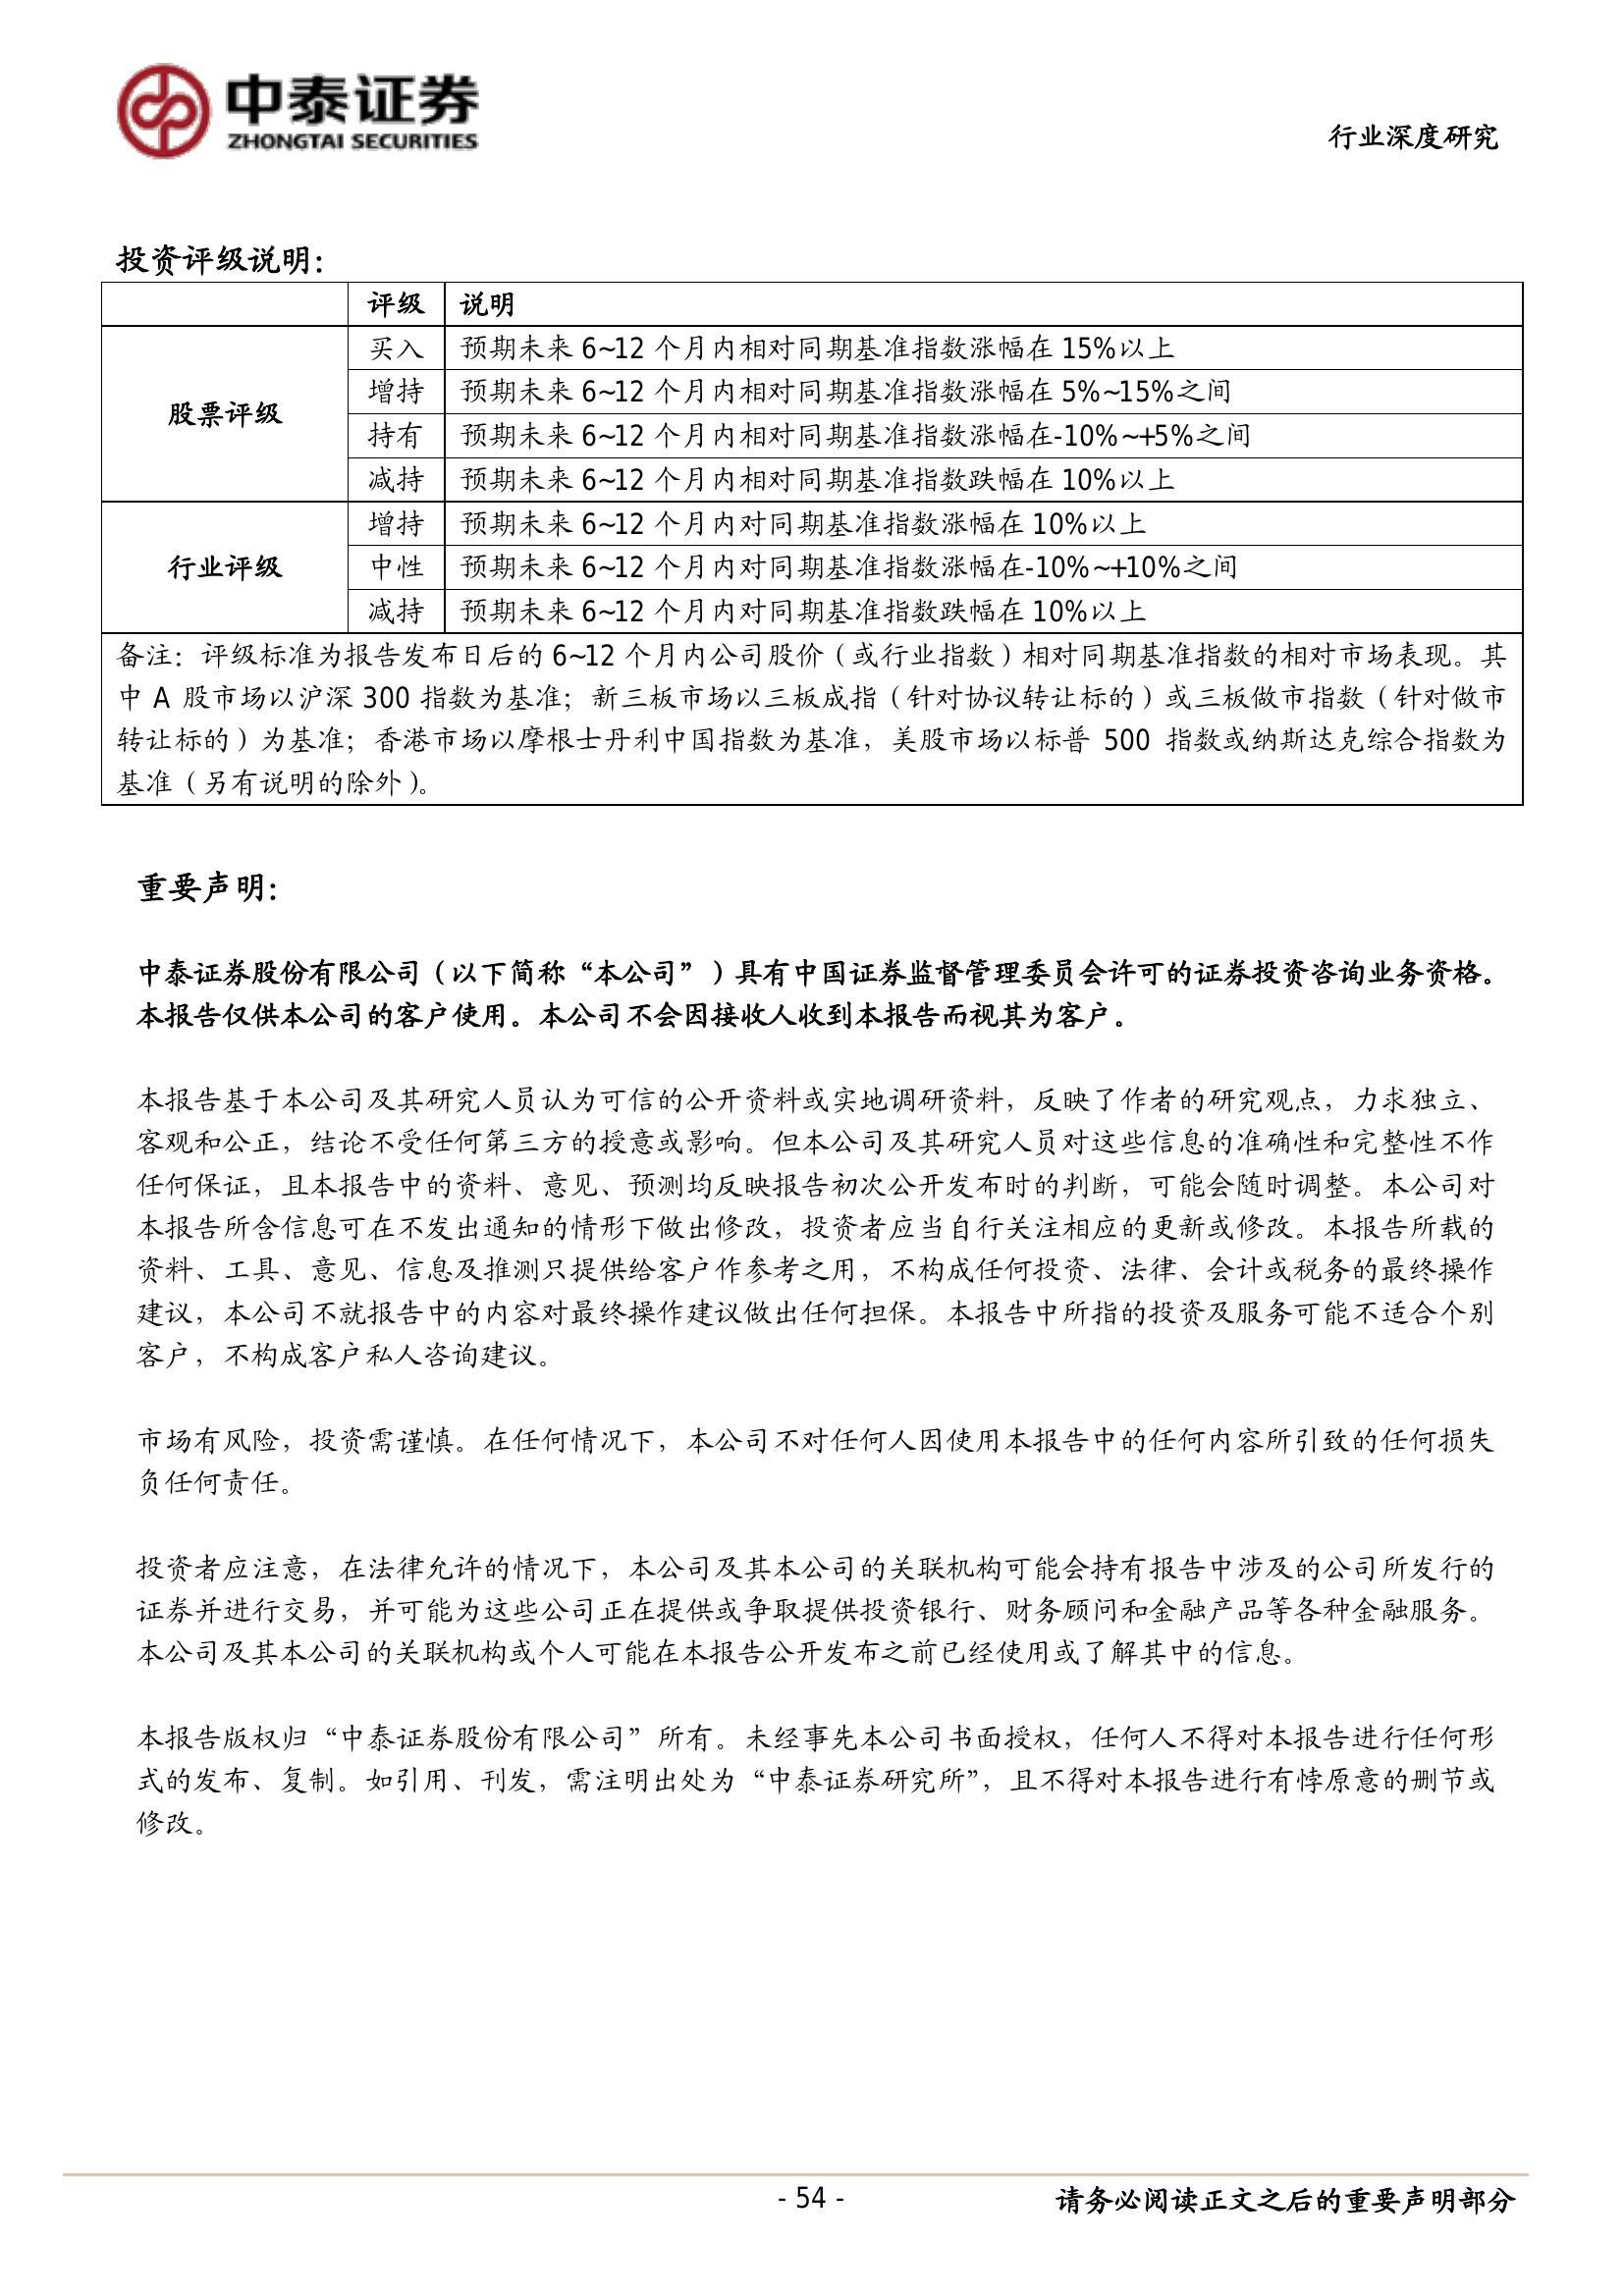 中泰证券
ZHONGTAI SECURITIES
行业深度研究
投资评级说明：
评级 说明
股票评级
买入 预期未来 6~12 个月内相对同期基准指数涨幅在 15%以上
增持 预期未来 6~12 个月内相对同期基准指数涨幅在 5%~15%之间
持有 预期未来 6~12 个月内相对同期基准指数涨幅在-10%~+5%之间
减持 预期未来 6~12 个月内相对同期基准指数跌幅在 10%以上
行业评级
增持 预期未来 6~12 个月内对同期基准指数涨幅在 10%以上
中性 预期未来 6~12 个月内对同期基准指数涨幅在-10%~+10%之间
减持 预期未来 6~12 个月内对同期基准指数跌幅在 10%以上
备注：评级标准为报告发布日后的 6~12 个月内公司股价（或行业指数）相对同期基准指数的相对市场表现。其
中 A 股市场以沪深 300 指数为基准；新三板市场以三板成指（针对协议转让标的）或三板做市指数（针对做市
转让标的）为基准；香港市场以摩根士丹利中国指数为基准，美股市场以标普 500 指数或纳斯达克综合指数为
基准（另有说明的除外）。
重要声明：
中泰证券股份有限公司（以下简称“本公司”）具有中国证券监督管理委员会许可的证券投资咨询业务资格。
本报告仅供本公司的客户使用。本公司不会因接收人收到本报告而视其为客户。
本报告基于本公司及其研究人员认为可信的公开资料或实地调研资料，反映了作者的研究观点，力求独立、
客观和公正，结论不受任何第三方的授意或影响。但本公司及其研究人员对这些信息的准确性和完整性不作
任何保证，且本报告中的资料、意见、预测均反映报告初次公开发布时的判断，可能会随时调整。本公司对
本报告所含信息可在不发出通知的情形下做出修改，投资者应当自行关注相应的更新或修改。本报告所载的
资料、工具、意见、信息及推测只提供给客户作参考之用，不构成任何投资、法律、会计或税务的最终操作
建议，本公司不就报告中的内容对最终操作建议做出任何担保。本报告中所指的投资及服务可能不适合个别
客户，不构成客户私人咨询建议。
市场有风险，投资需谨慎。在任何情况下，本公司不对任何人因使用本报告中的任何内容所引致的任何损失
负任何责任。
投资者应注意，在法律允许的情况下，本公司及其本公司的关联机构可能会持有报告中涉及的公司所发行的
证券并进行交易，并可能为这些公司正在提供或争取提供投资银行、财务顾问和金融产品等各种金融服务。
本公司及其本公司的关联机构或个人可能在本报告公开发布之前已经使用或了解其中的信息。
本报告版权归“中泰证券股份有限公司”所有。未经事先本公司书面授权，任何人不得对本报告进行任何形
式的发布、复制。如引用、刊发，需注明出处为“中泰证券研究所”，且不得对本报告进行有悖原意的删节或
修改。
- 54 -
请务必阅读正文之后的重要声明部分